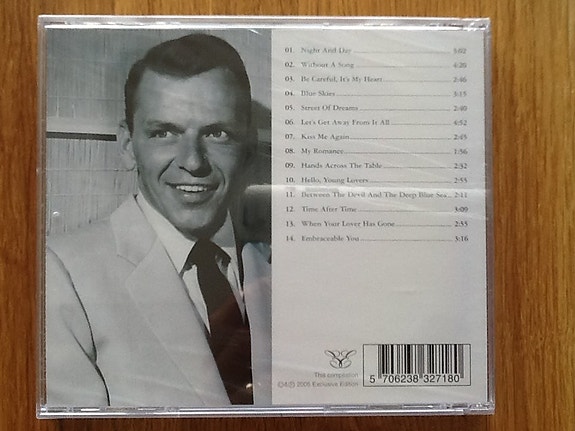 01. Night And Day 5:02
02. Without A Song 4:20
03. Be Careful, It's My Heart 2:46
04. Blue Skies 3:15
05. Street Of Dreams 2:40
06. Let's Get Away From It All 4:52
07. Kiss Me Again 2:45
08. My Romance 1:56
09. Hands Across The Table 2:32
10. Hello, Young Lovers 2:53
11. Between The Devil And The Deep Blue Sea 2:11
12. Time After Time 3:00
13. When Your Lover Has Gone 2:55
14. Embraceable You 3:16
This compilation
©&℗ 2005 Exclusive Edition
5 706238 327180